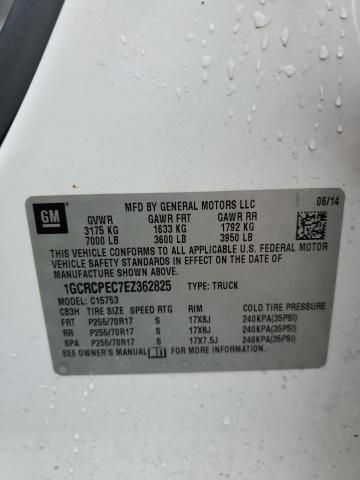 GM
MFD BY GENERAL MOTORS LLC 06/14
GVWR GAWR FRT GAWR RR
3175 KG 1633 KG 1792 KG
7000 LB 3600 LB 3950 LB
THIS VEHICLE CONFORMS TO ALL APPLICABLE U.S. FEDERAL MOTOR
VEHICLE SAFETY STANDARDS IN EFFECT ON THE DATE OF
MANUFACTURE SHOWN ABOVE.
1GCRCPEC7EZ362825 TYPE: TRUCK
MODEL: C15753
CB3H TIRE SIZE SPEED RTG RIM COLD TIRE PRESSURE
FRT P255/70R17 S 17X8J 240KPA(35PSI)
RR P255/70R17 S 17X8J 240KPA(35PSI)
SPA P255/70R17 S 17X7.5J 240KPA(35PSI)
SEE OWNER'S MANUAL FOR MORE INFORMATION.